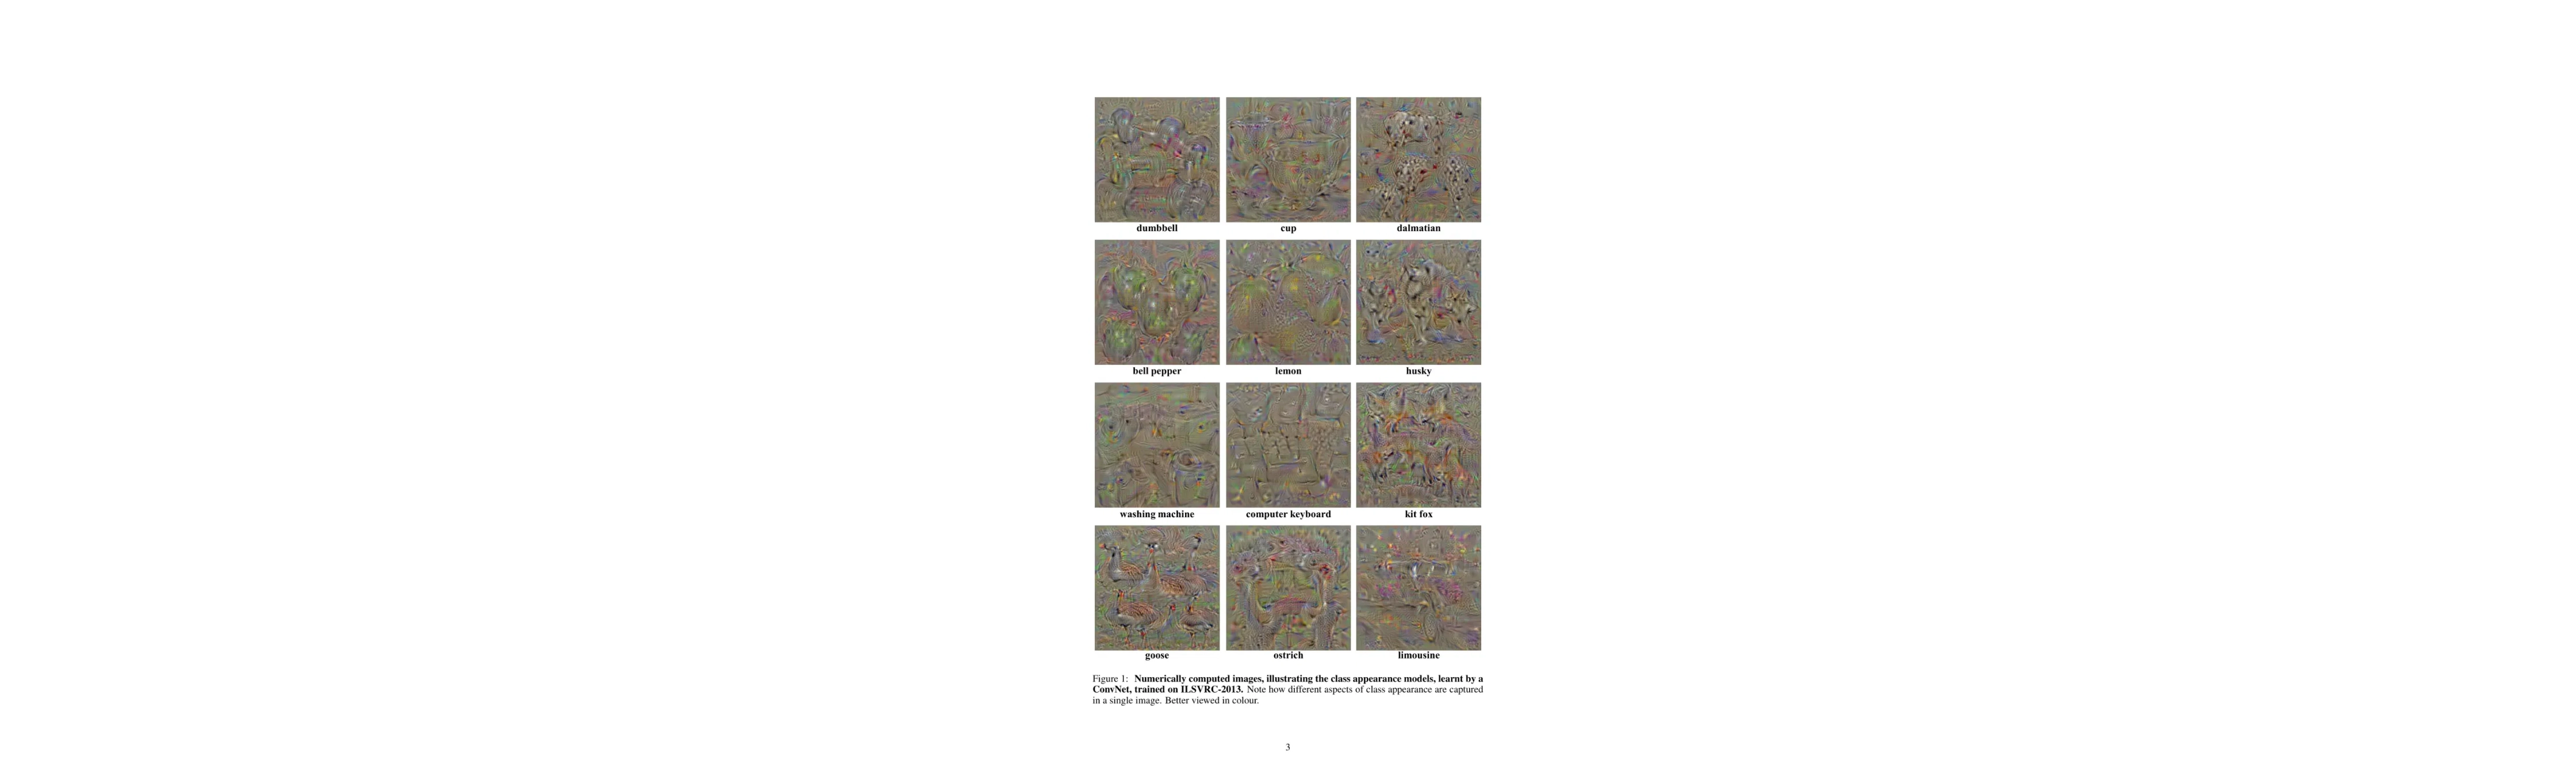 dumbbell cup dalmatian
bell pepper lemon husky
washing machine computer keyboard kit fox
goose ostrich limousine
Figure 1: Numerically computed images, illustrating the class appearance models, learnt by a
ConvNet, trained on ILSVRC-2013. Note how different aspects of class appearance are captured
in a single image. Better viewed in colour.
3